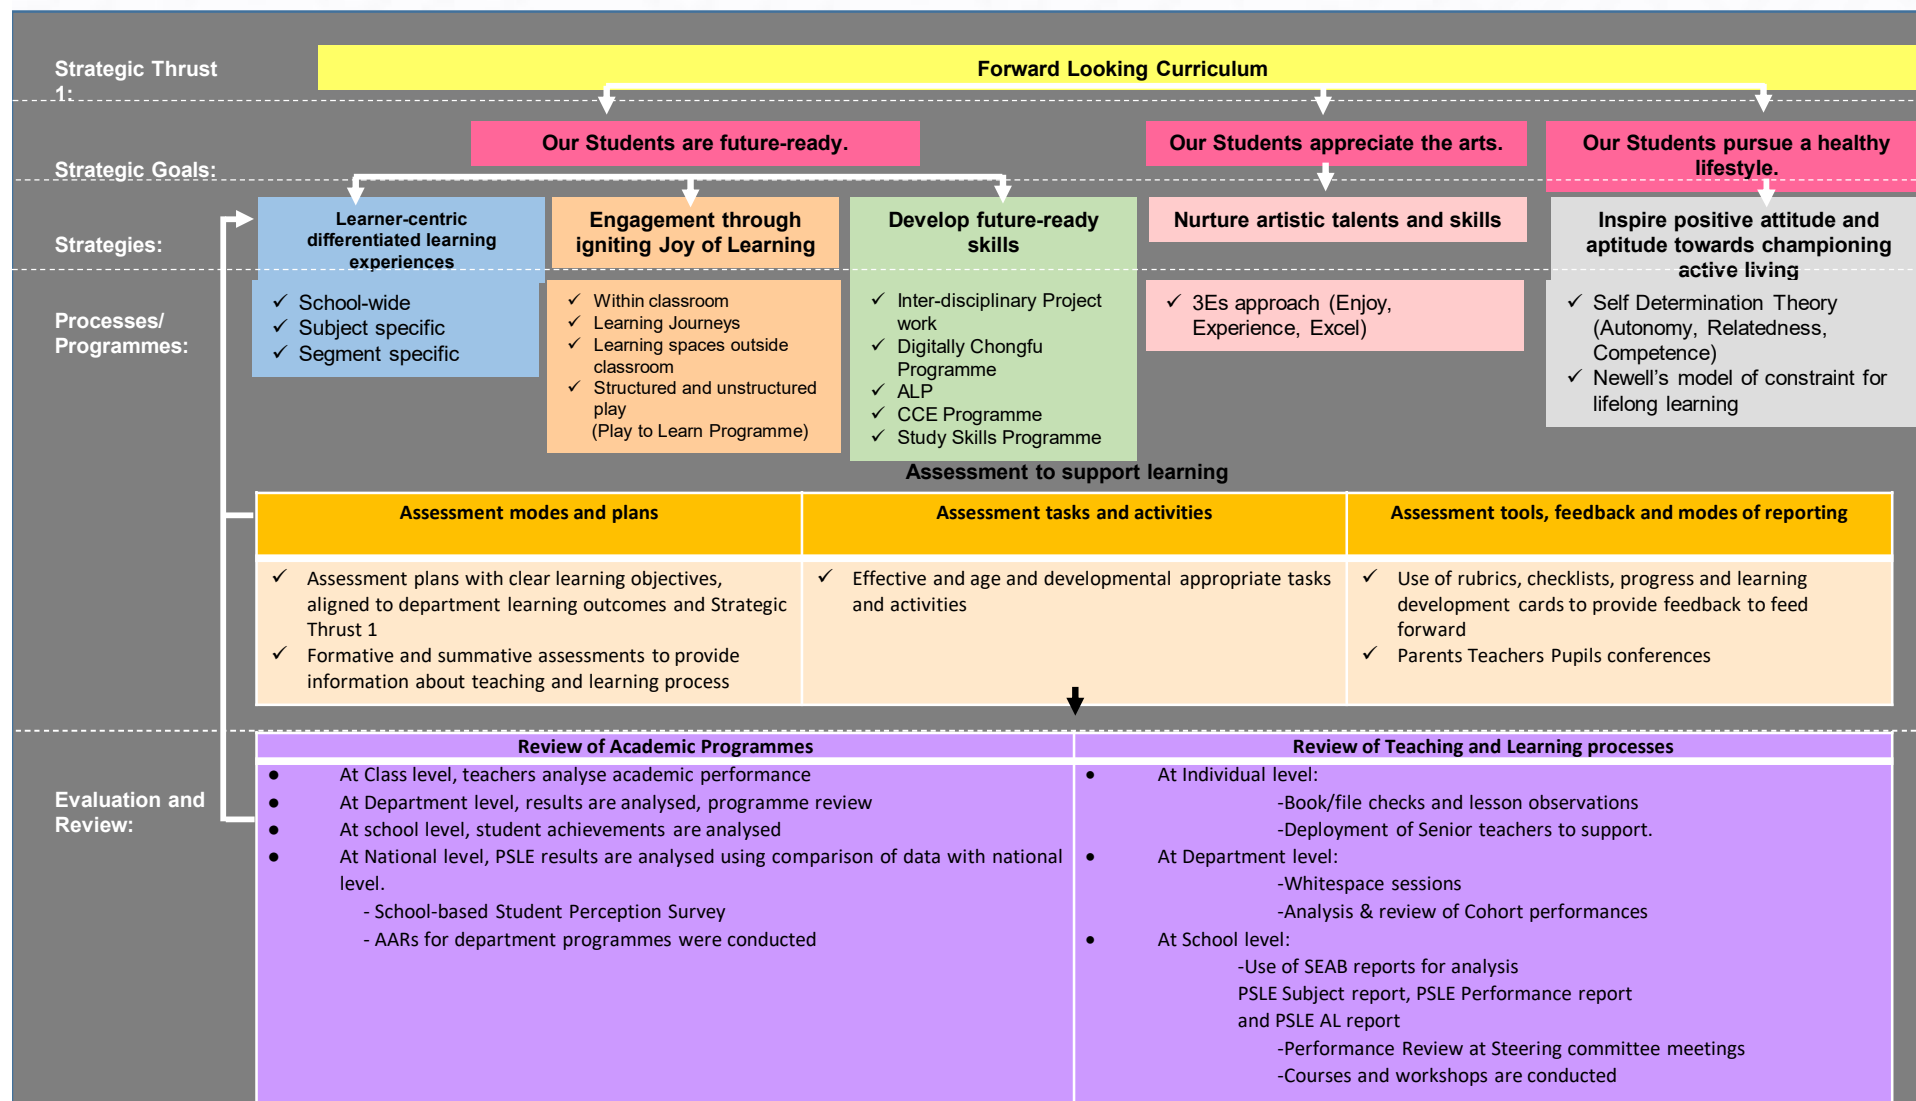 Strategic Thrust
1:
Forward Looking Curriculum
Strategic Goals:
Our Students are future-ready.
Our Students appreciate the arts.
Our Students pursue a healthy
lifestyle.
Strategies:
Learner-centric
differentiated learning
experiences
Engagement through
igniting Joy of Learning
Develop future-ready
skills
Nurture artistic talents and skills
Inspire positive attitude and
aptitude towards championing
active living
Processes/
Programmes:
✓ School-wide
✓ Subject specific
✓ Segment specific
✓ Within classroom
✓ Learning Journeys
✓ Learning spaces outside
classroom
✓ Structured and unstructured
play
(Play to Learn Programme)
✓ Inter-disciplinary Project
work
✓ Digitally Chongfu
Programme
✓ ALP
✓ CCE Programme
✓ Study Skills Programme
✓ 3Es approach (Enjoy,
Experience, Excel)
✓ Self Determination Theory
(Autonomy, Relatedness,
Competence)
✓ Newell's model of constraint for
lifelong learning
Assessment to support learning
Assessment modes and plans
✓ Assessment plans with clear learning objectives,
aligned to department learning outcomes and Strategic
Thrust 1
✓ Formative and summative assessments to provide
information about teaching and learning process
Assessment tasks and activities
✓ Effective and age and developmental appropriate tasks
and activities
Assessment tools, feedback and modes of reporting
✓ Use of rubrics, checklists, progress and learning
development cards to provide feedback to feed
forward
✓ Parents Teachers Pupils conferences
Evaluation and
Review:
Review of Academic Programmes
● At Class level, teachers analyse academic performance
● At Department level, results are analysed, programme review
● At school level, student achievements are analysed
● At National level, PSLE results are analysed using comparison of data with national
level.
- School-based Student Perception Survey
- AARs for department programmes were conducted
Review of Teaching and Learning processes
● At Individual level:
-Book/file checks and lesson observations
-Deployment of Senior teachers to support.
● At Department level:
-Whitespace sessions
-Analysis & review of Cohort performances
● At School level:
-Use of SEAB reports for analysis
PSLE Subject report, PSLE Performance report
and PSLE AL report
-Performance Review at Steering committee meetings
-Courses and workshops are conducted